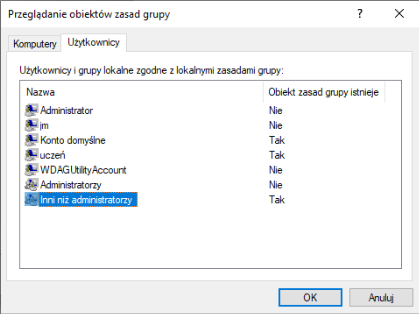 Przeglądanie obiektów zasad grupy ? ×
Komputery Użytkownicy
Użytkownicy i grupy lokalne zgodne z lokalnymi zasadami grupy:
Nazwa Obiekt zasad grupy istnieje
Administrator Nie
jm Nie
Konto domyślne Tak
uczeń Tak
WDAGUtilityAccount Nie
Administratorzy Nie
Inni niż administratorzy Tak
OK Anuluj